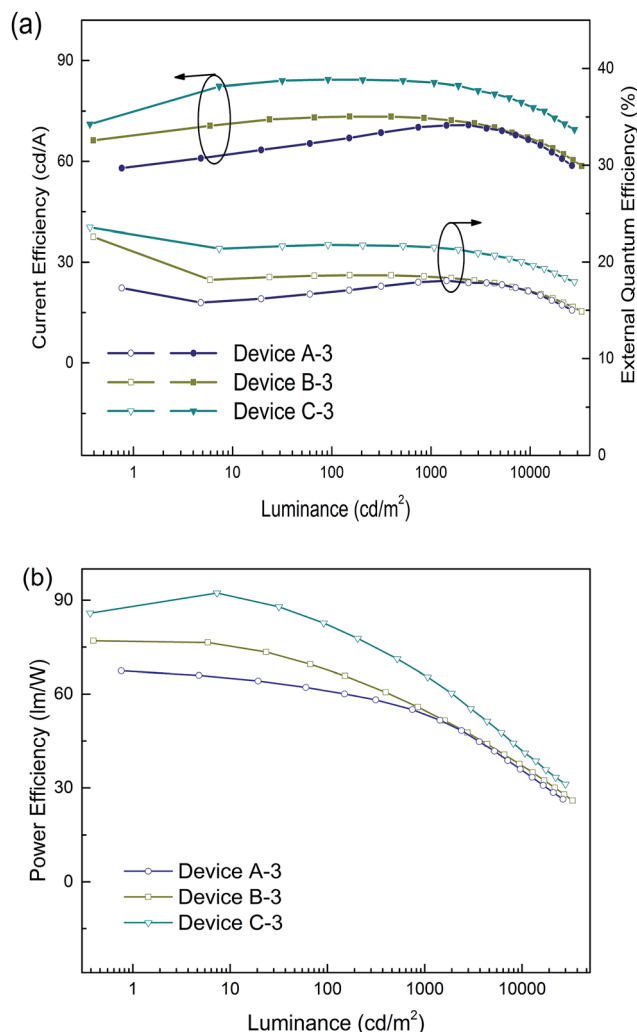 (a)
90
60
30
0
Current Efficiency (cd/A)
40
30
20
10
0
External Quantum Efficiency (%)
Device A-3
Device B-3
Device C-3
1 10 100 1000 10000
Luminance (cd/m²)
(b)
90
60
30
0
Power Efficiency (lm/W)
Device A-3
Device B-3
Device C-3
1 10 100 1000 10000
Luminance (cd/m²)